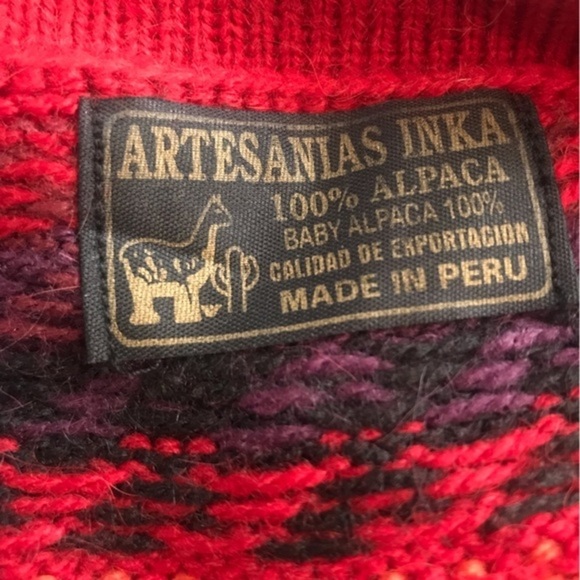 ARTESANIAS INKA
100% ALPACA
BABY ALPACA 100%
CALIDAD DE EXPORTACION
MADE IN PERU